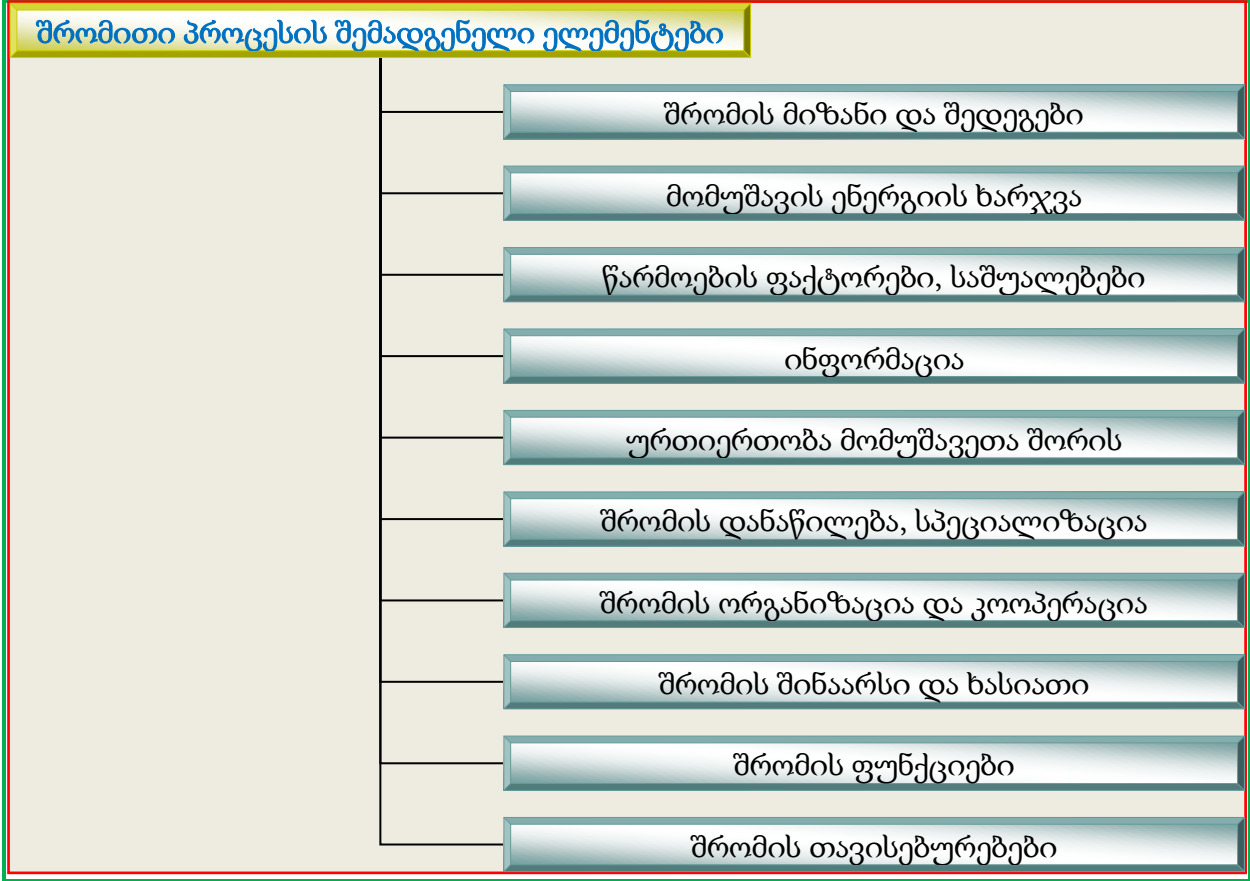 შრომითი პროცესის შემადგენელი ელემენტები
შრომის მიზანი და შედეგები
მომუშავის ენერგიის ხარჯვა
წარმოების ფაქტორები, საშუალებები
ინფორმაცია
ურთიერთობა მომუშავეთა შორის
შრომის დანაწილება, სპეციალიზაცია
შრომის ორგანიზაცია და კოოპერაცია
შრომის შინაარსი და ხასიათი
შრომის ფუნქციები
შრომის თავისებურებები